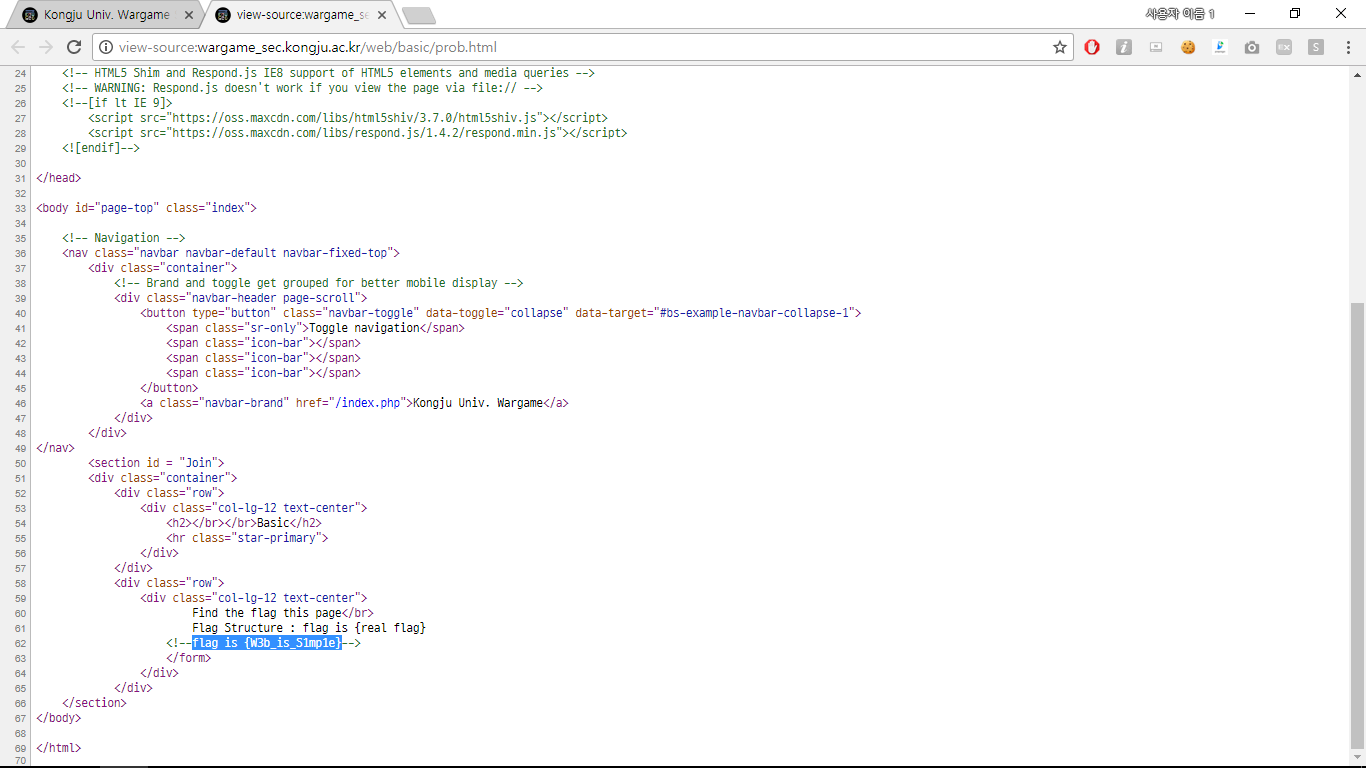 Kongju Univ. Wargame
view-source:wargame_se
사용자 이름 1
view-source:wargame_sec.kongju.ac.kr/web/basic/prob.html
24 <!-- HTML5 Shim and Respond.js IE8 support of HTML5 elements and media queries -->
25 <!-- WARNING: Respond.js doesn't work if you view the page via file:// -->
26 <!--[if lt IE 9]>
27 <script src="https://oss.maxcdn.com/libs/html5shiv/3.7.0/html5shiv.js"></script>
28 <script src="https://oss.maxcdn.com/libs/respond.js/1.4.2/respond.min.js"></script>
29 <![endif]-->
30
31 </head>
32
33 <body id="page-top" class="index">
34
35 <!-- Navigation -->
36 <nav class="navbar navbar-default navbar-fixed-top">
37 <div class="container">
38 <!-- Brand and toggle get grouped for better mobile display -->
39 <div class="navbar-header page-scroll">
40 <button type="button" class="navbar-toggle" data-toggle="collapse" data-target="#bs-example-navbar-collapse-1">
41 <span class="sr-only">Toggle navigation</span>
42 <span class="icon-bar"></span>
43 <span class="icon-bar"></span>
44 <span class="icon-bar"></span>
45 </button>
46 <a class="navbar-brand" href="/index.php">Kongju Univ. Wargame</a>
47 </div>
48 </div>
49 </nav>
50 <section id = "Join">
51 <div class="container">
52 <div class="row">
53 <div class="col-lg-12 text-center">
54 <h2></br></br>Basic</h2>
55 <hr class="star-primary">
56 </div>
57 </div>
58 <div class="row">
59 <div class="col-lg-12 text-center">
60 Find the flag this page</br>
61 Flag Structure : flag is {real flag}
62 <!--flag is {W3b_is_S1mp1e}-->
63 </form>
64 </div>
65 </div>
66 </section>
67 </body>
68
69 </html>
70